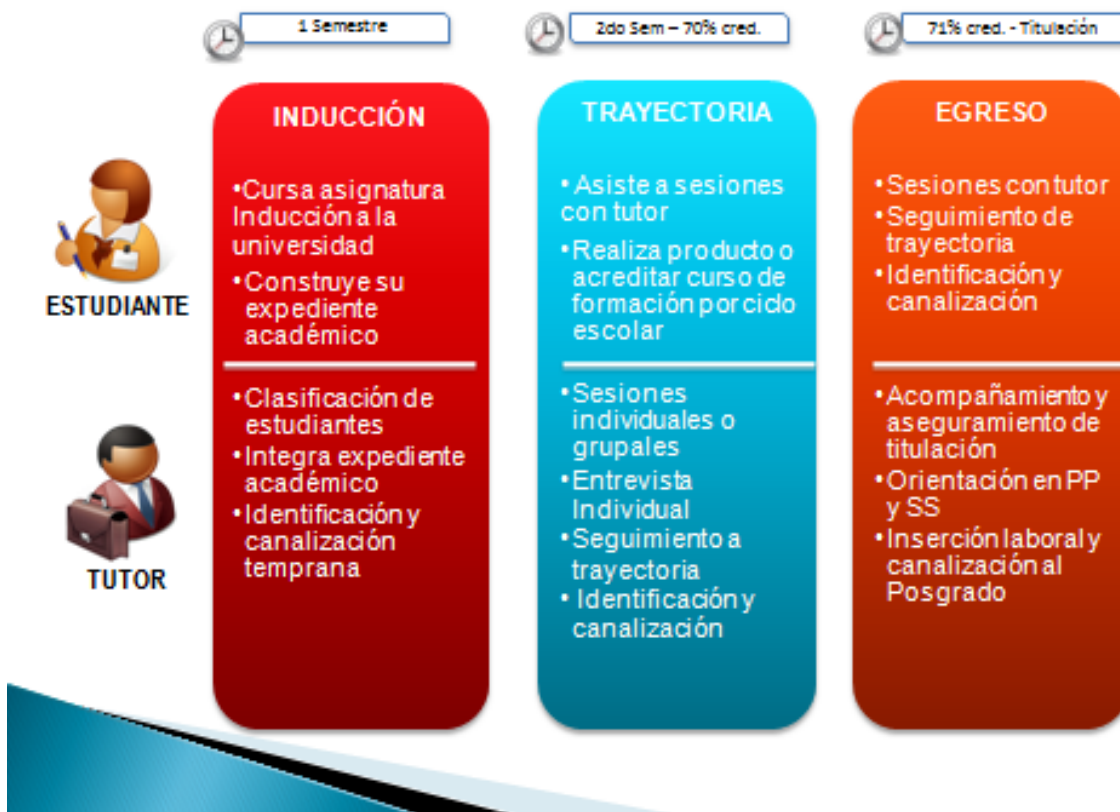 1 Semestre
2do Sem – 70% cred.
71% cred. - Titulación
INDUCCIÓN
TRAYECTORIA
EGRESO
ESTUDIANTE
•Cursa asignatura
Inducción a la
universidad
•Construye su
expediente
académico
• Asiste a sesiones
con tutor
•Realiza producto o
acreditar curso de
formación por ciclo
escolar
•Sesiones con tutor
•Seguimiento de
trayectoria
•Identificación y
canalización
TUTOR
•Clasificación de
estudiantes
•Integra expediente
académico
•Identificación y
canalización
temprana
•Sesiones
individuales o
grupales
•Entrevista
Individual
•Seguimiento a
trayectoria
• Identificación y
canalización
•Acompañamiento y
aseguramiento de
titulación
•Orientación en PP
y SS
•Inserción laboral y
canalización al
Posgrado